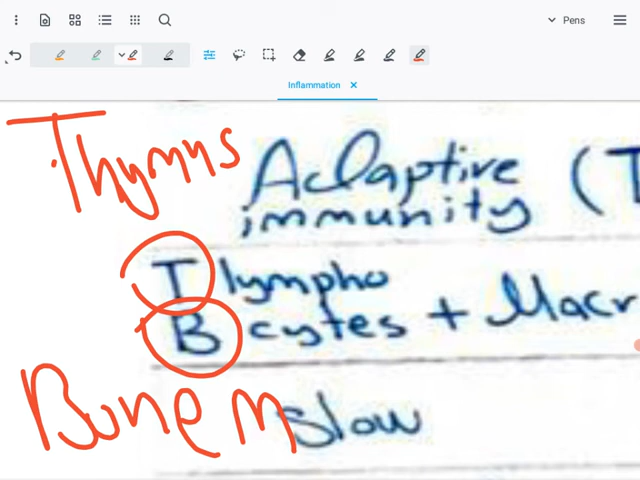 Pens
Inflammation
Thymus
Adaptive (T
immunity
T lympho
B cytes + Macr
Bone M
Slow